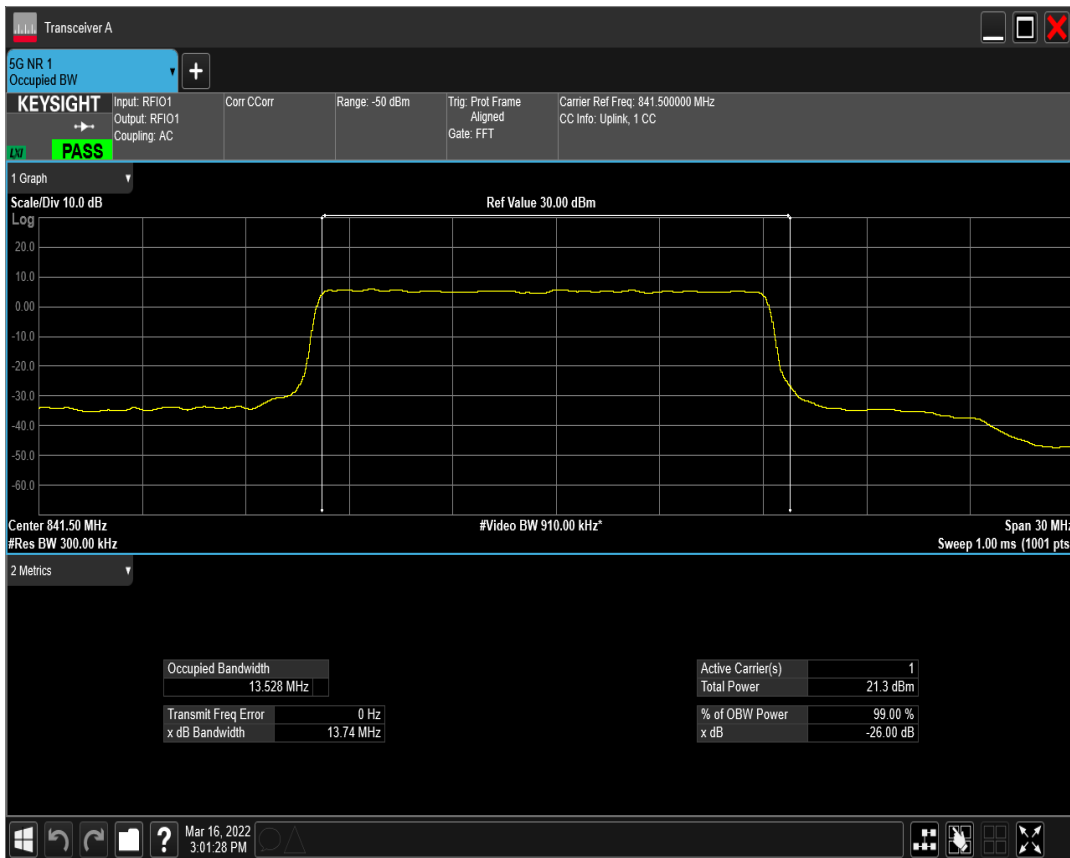 Transceiver A
5G NR 1
Occupied BW
+
KEYSIGHT
LXI
PASS
Input: RFIO1
Output: RFIO1
Coupling: AC
Corr CCorr
Range: -50 dBm
Trig: Prot Frame
Aligned
Gate: FFT
Carrier Ref Freq: 841.500000 MHz
CC Info: Uplink, 1 CC
1 Graph
Scale/Div 10.0 dB
Ref Value 30.00 dBm
Log
20.0
10.0
0.00
-10.0
-20.0
-30.0
-40.0
-50.0
-60.0
Center 841.50 MHz
#Video BW 910.00 kHz*
Span 30 MHz
#Res BW 300.00 kHz
Sweep 1.00 ms (1001 pts
2 Metrics
Occupied Bandwidth
13.528 MHz
Transmit Freq Error 0 Hz
x dB Bandwidth 13.74 MHz
Active Carrier(s) 1
Total Power 21.3 dBm
% of OBW Power 99.00 %
x dB -26.00 dB
?
Mar 16, 2022
3:01:28 PM